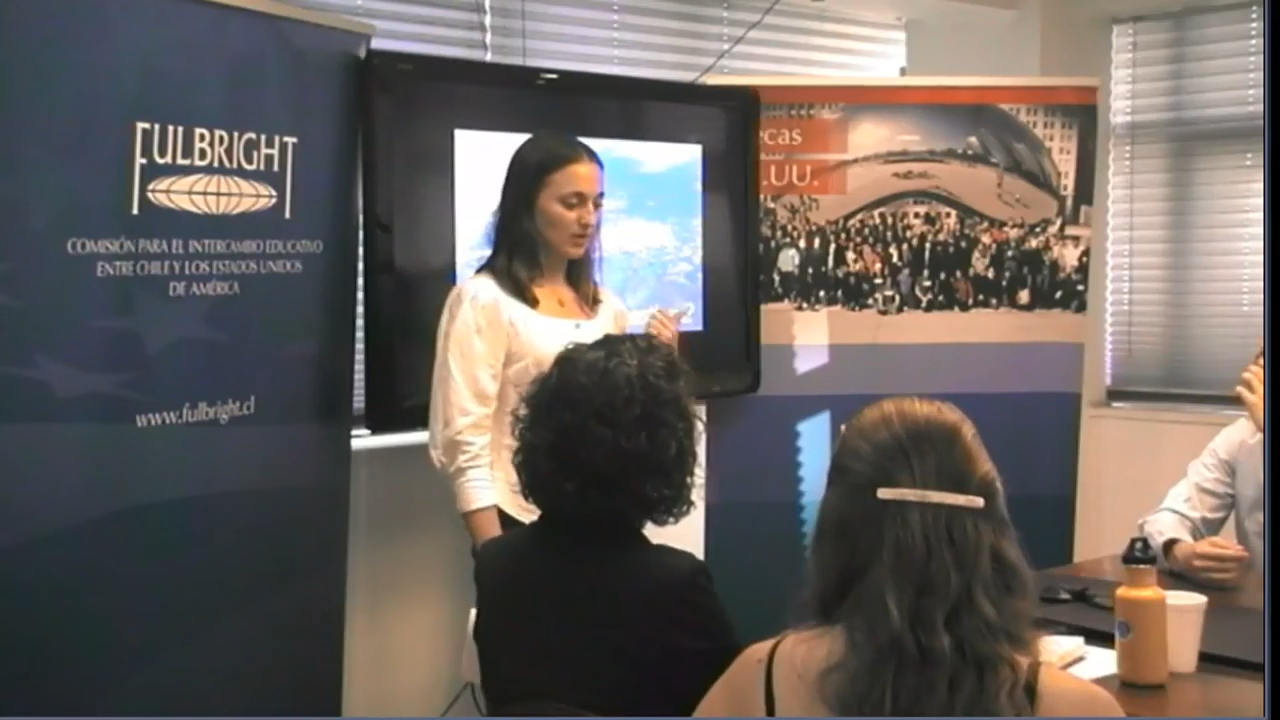 FULBRIGHT
COMISIÓN PARA EL INTERCAMBIO EDUCATIVO
ENTRE CHILE Y LOS ESTADOS UNIDOS
DE AMÉRICA
www.fulbright.cl
ecas
.UU.